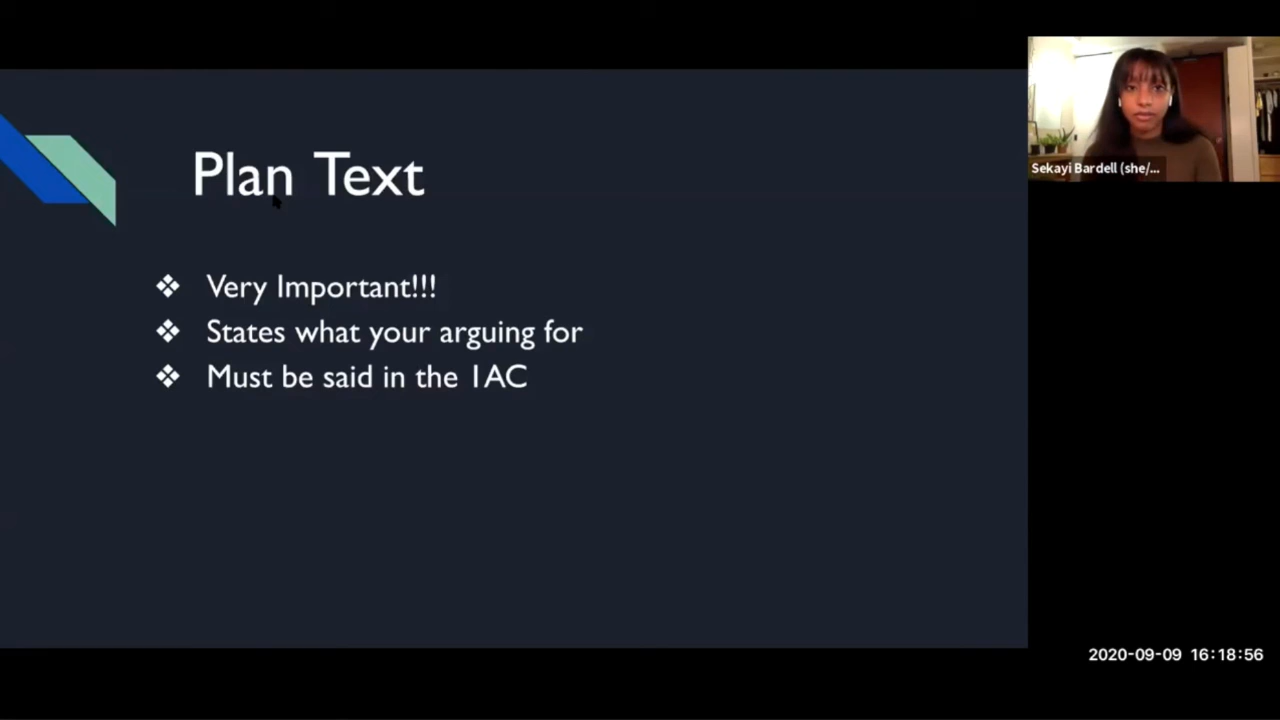 Plan Text
❖ Very Important!!!
❖ States what your arguing for
❖ Must be said in the 1AC
Sekayi Bardell (she/...
2020-09-09 16:18:56